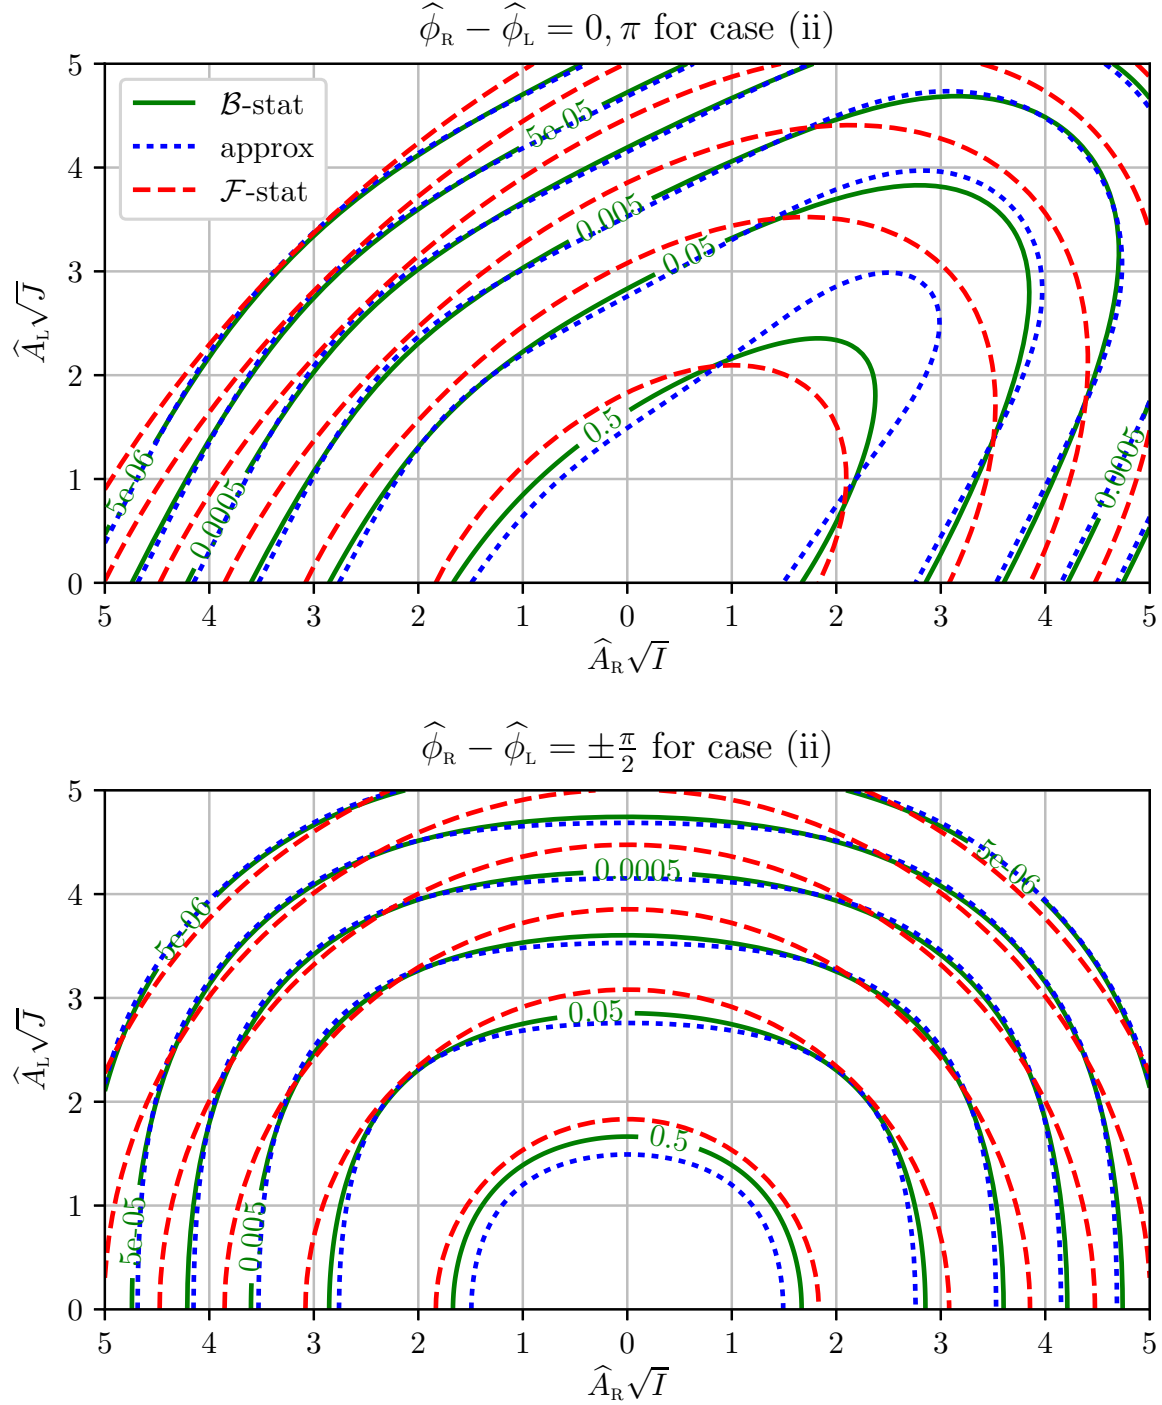 φ̂_R − φ̂_L = 0, π for case (ii)
B-stat
approx
F-stat
5e-05
0.005
0.05
0.5
5e-06
0.0005
0.0005
5
4
3
2
1
0
Â_L√J
5 4 3 2 1 0 1 2 3 4 5
Â_R√I
φ̂_R − φ̂_L = ±π/2 for case (ii)
5e-06
0.0005
5e-06
0.05
0.5
5e-05
0.005
5
4
3
2
1
0
Â_L√J
5 4 3 2 1 0 1 2 3 4 5
Â_R√I